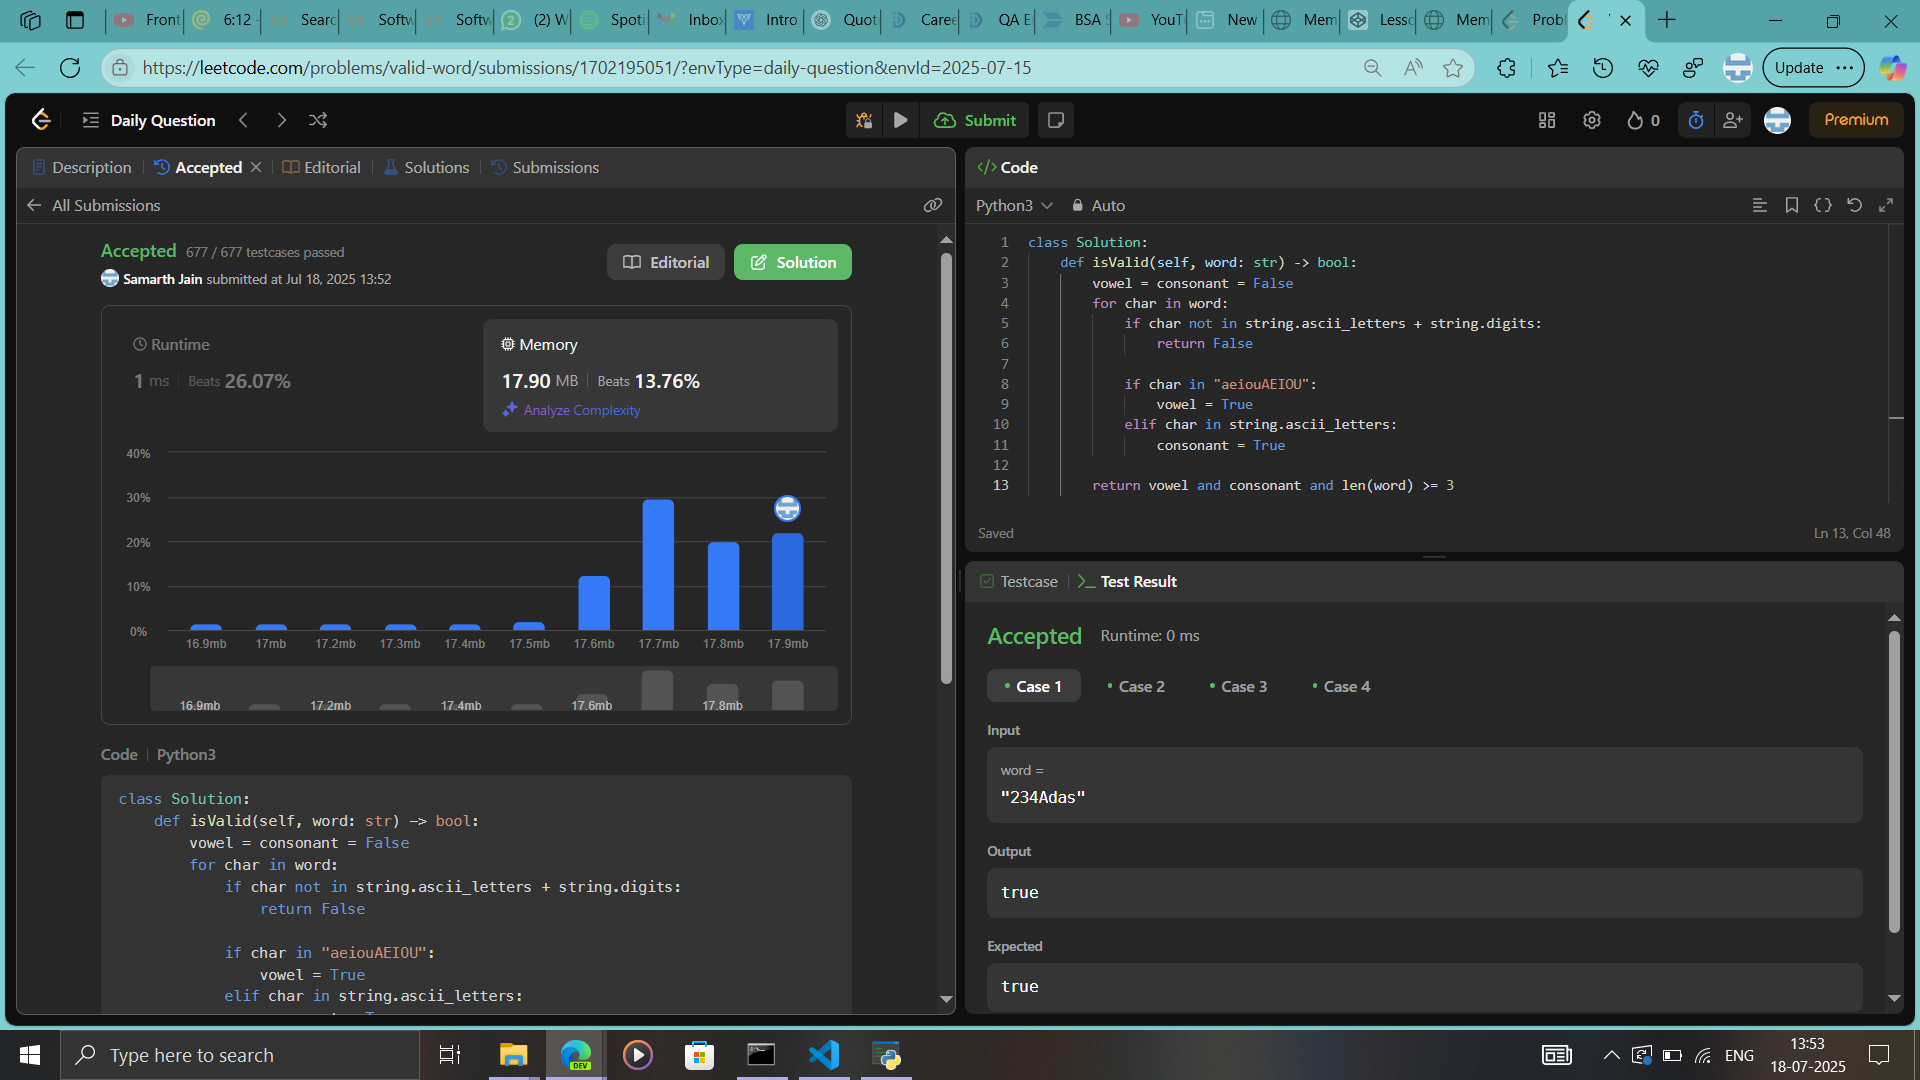 Front
6:12
Searc
Softw
Softw
(2) W
Spoti
Inbox
Intro
Quot
Caree
QA E
BSA S
YouTu
New
Mem
Lesso
Mem
Probl
https://leetcode.com/problems/valid-word/submissions/1702195051/?envType=daily-question&envId=2025-07-15
Update
Daily Question
Submit
0
Premium
Description
Accepted
Editorial
Solutions
Submissions
All Submissions
Accepted 677 / 677 testcases passed
Samarth Jain submitted at Jul 18, 2025 13:52
Editorial
Solution
Runtime
1 ms Beats 26.07%
Memory
17.90 MB Beats 13.76%
Analyze Complexity
40%
30%
20%
10%
0%
16.9mb 17mb 17.2mb 17.3mb 17.4mb 17.5mb 17.6mb 17.7mb 17.8mb 17.9mb
16.9mb 17.2mb 17.4mb 17.6mb 17.8mb
Code Python3
class Solution:
def isValid(self, word: str) -> bool:
vowel = consonant = False
for char in word:
if char not in string.ascii_letters + string.digits:
return False
if char in "aeiouAEIOU":
vowel = True
elif char in string.ascii_letters:
</> Code
Python3 Auto
1 class Solution:
2 def isValid(self, word: str) -> bool:
3 vowel = consonant = False
4 for char in word:
5 if char not in string.ascii_letters + string.digits:
6 return False
7
8 if char in "aeiouAEIOU":
9 vowel = True
10 elif char in string.ascii_letters:
11 consonant = True
12
13 return vowel and consonant and len(word) >= 3
Saved
Ln 13, Col 48
Testcase
Test Result
Accepted Runtime: 0 ms
Case 1
Case 2
Case 3
Case 4
Input
word =
"234Adas"
Output
true
Expected
true
Type here to search
DEV
ENG
13:53
18-07-2025